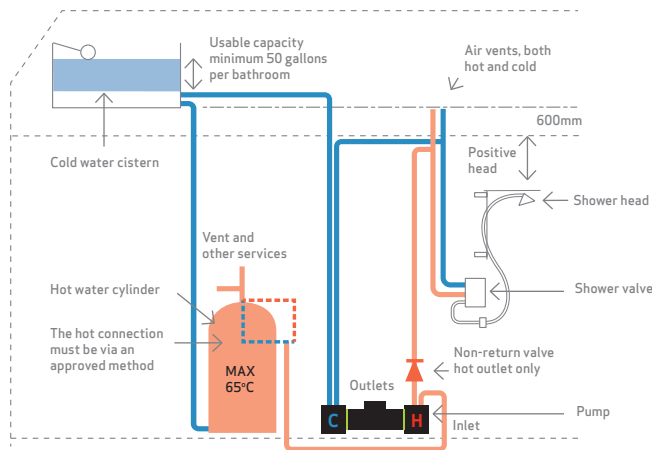 Usable capacity
minimum 50 gallons
per bathroom
Air vents, both
hot and cold
600mm
Cold water cistern
Positive
head
Shower head
Vent and
other services
Hot water cylinder
Shower valve
The hot connection
must be via an
approved method
MAX
65°C
Non-return valve
hot outlet only
Outlets
Pump
C
H
Inlet